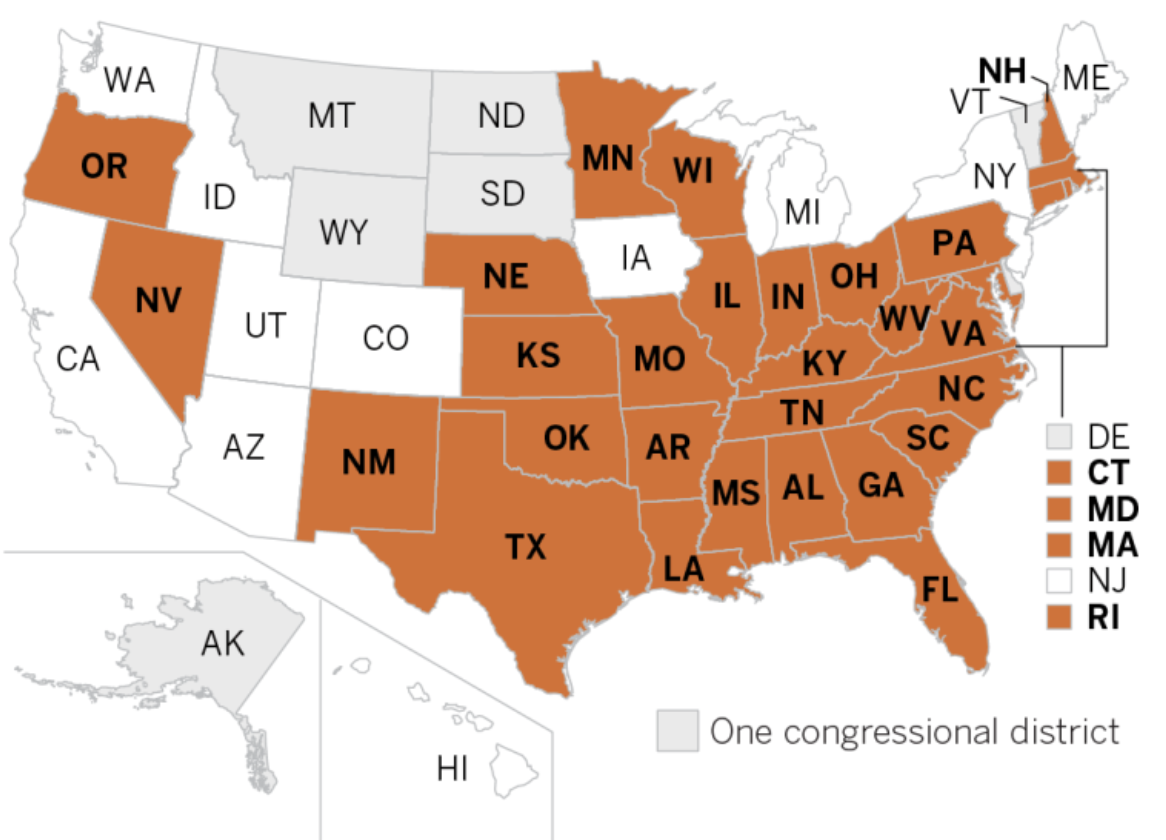 NH
ME
WA
VT
MT
ND
MN
OR
WI
NY
ID
SD
MI
WY
PA
IA
NE
OH
NV
IL
IN
WV
UT
VA
CO
CA
KS
MO
KY
NC
TN
AZ
NM
OK
AR
SC
MS
AL
GA
TX
LA
FL
DE
CT
MD
MA
NJ
RI
AK
HI
One congressional district